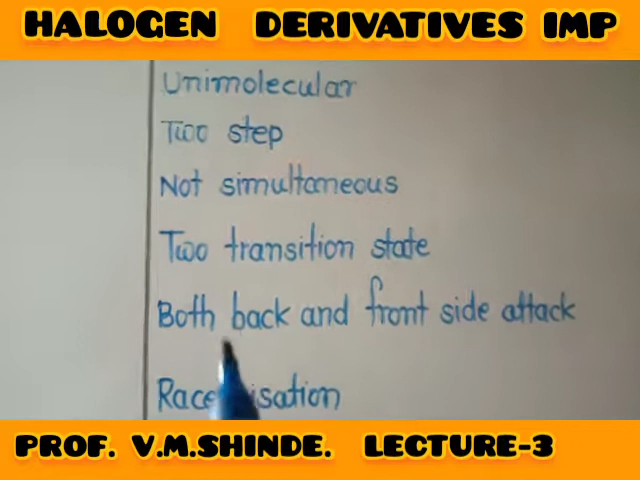 HALOGEN DERIVATIVES IMP
Unimolecular
Two step
Not simultaneous
Two transition state
Both back and front side attack
PROF. V.M.SHINDE. LECTURE-3